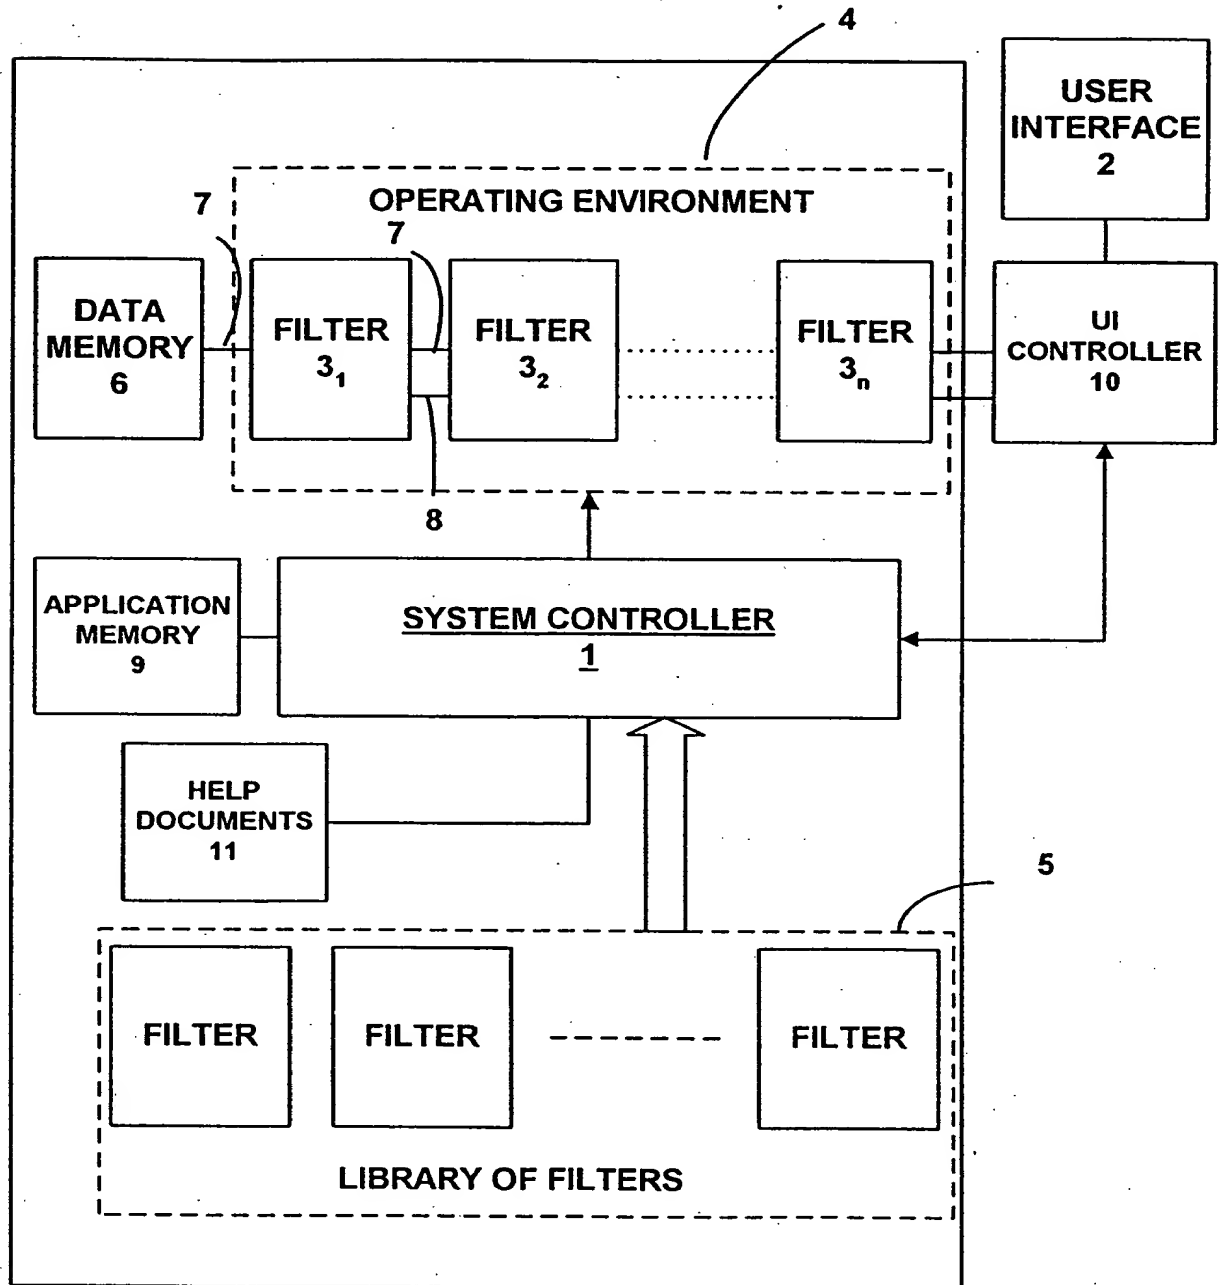 4
USER
INTERFACE
2
OPERATING ENVIRONMENT
7
7
DATA
MEMORY
6
FILTER
3₁
FILTER
3₂
FILTER
3ₙ
UI
CONTROLLER
10
8
APPLICATION
MEMORY
9
SYSTEM CONTROLLER
1
HELP
DOCUMENTS
11
5
FILTER
FILTER
FILTER
LIBRARY OF FILTERS